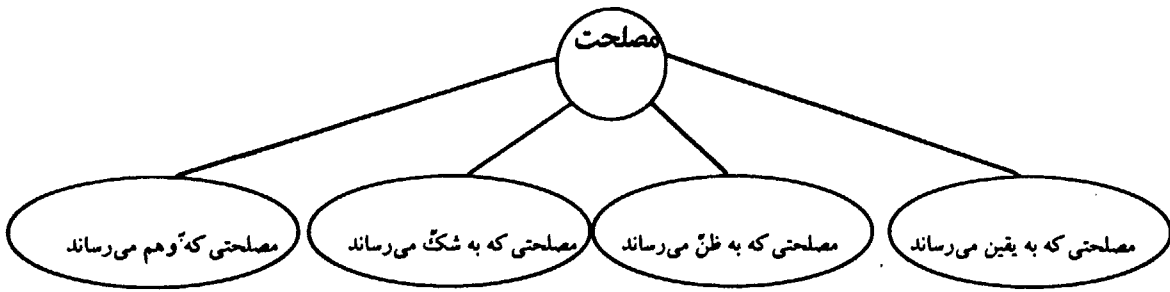 مصلحت
مصلحتی که به یقین می‌رساند
مصلحتی که به ظنّ می‌رساند
مصلحتی که به شکّ می‌رساند
مصلحتی که وهم می‌رساند